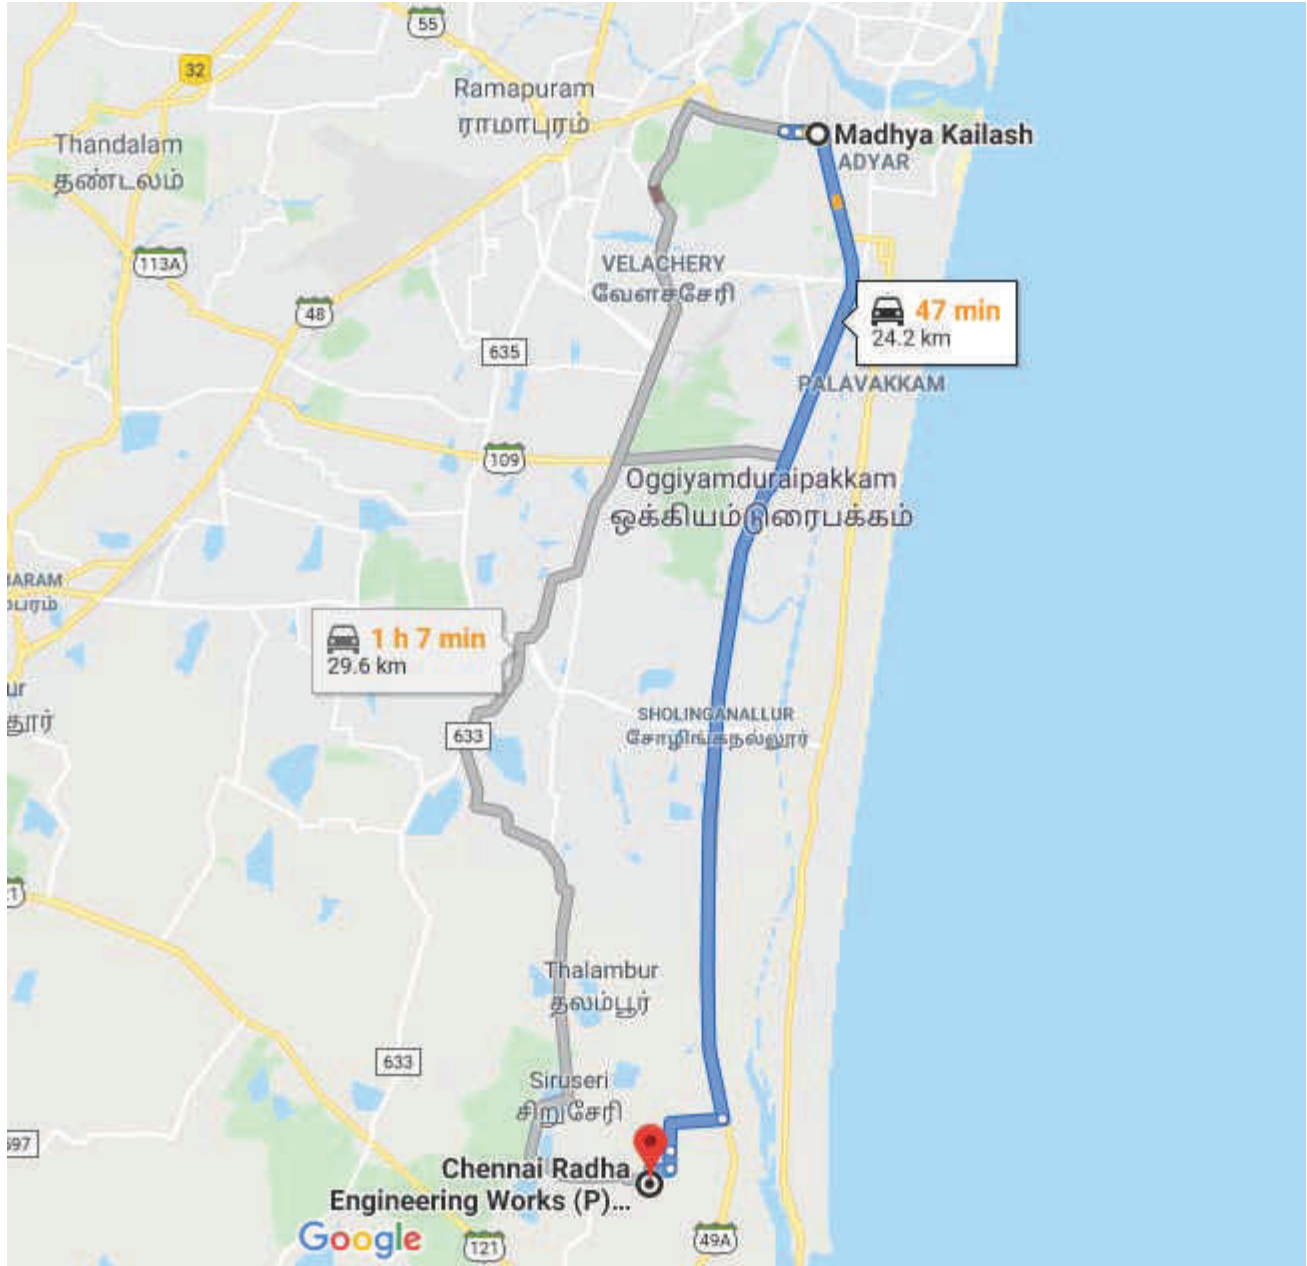 55
32
Ramapuram
ராமாபுரம்
Thandalam
தண்டலம்
Madhya Kailash
ADYAR
113A
VELACHERY
வேளச்சேரி
48
47 min
24.2 km
635
PALAVAKKAM
109
Oggiyamduraipakkam
ஒக்கியம்துரைபக்கம்
1 h 7 min
29.6 km
633
SHOLINGANALLUR
சோழிங்கநல்லூர்
Thalambur
தலம்பூர்
633
Siruseri
சிறுசேரி
Chennai Radha
Engineering Works (P)...
Google
121
49A